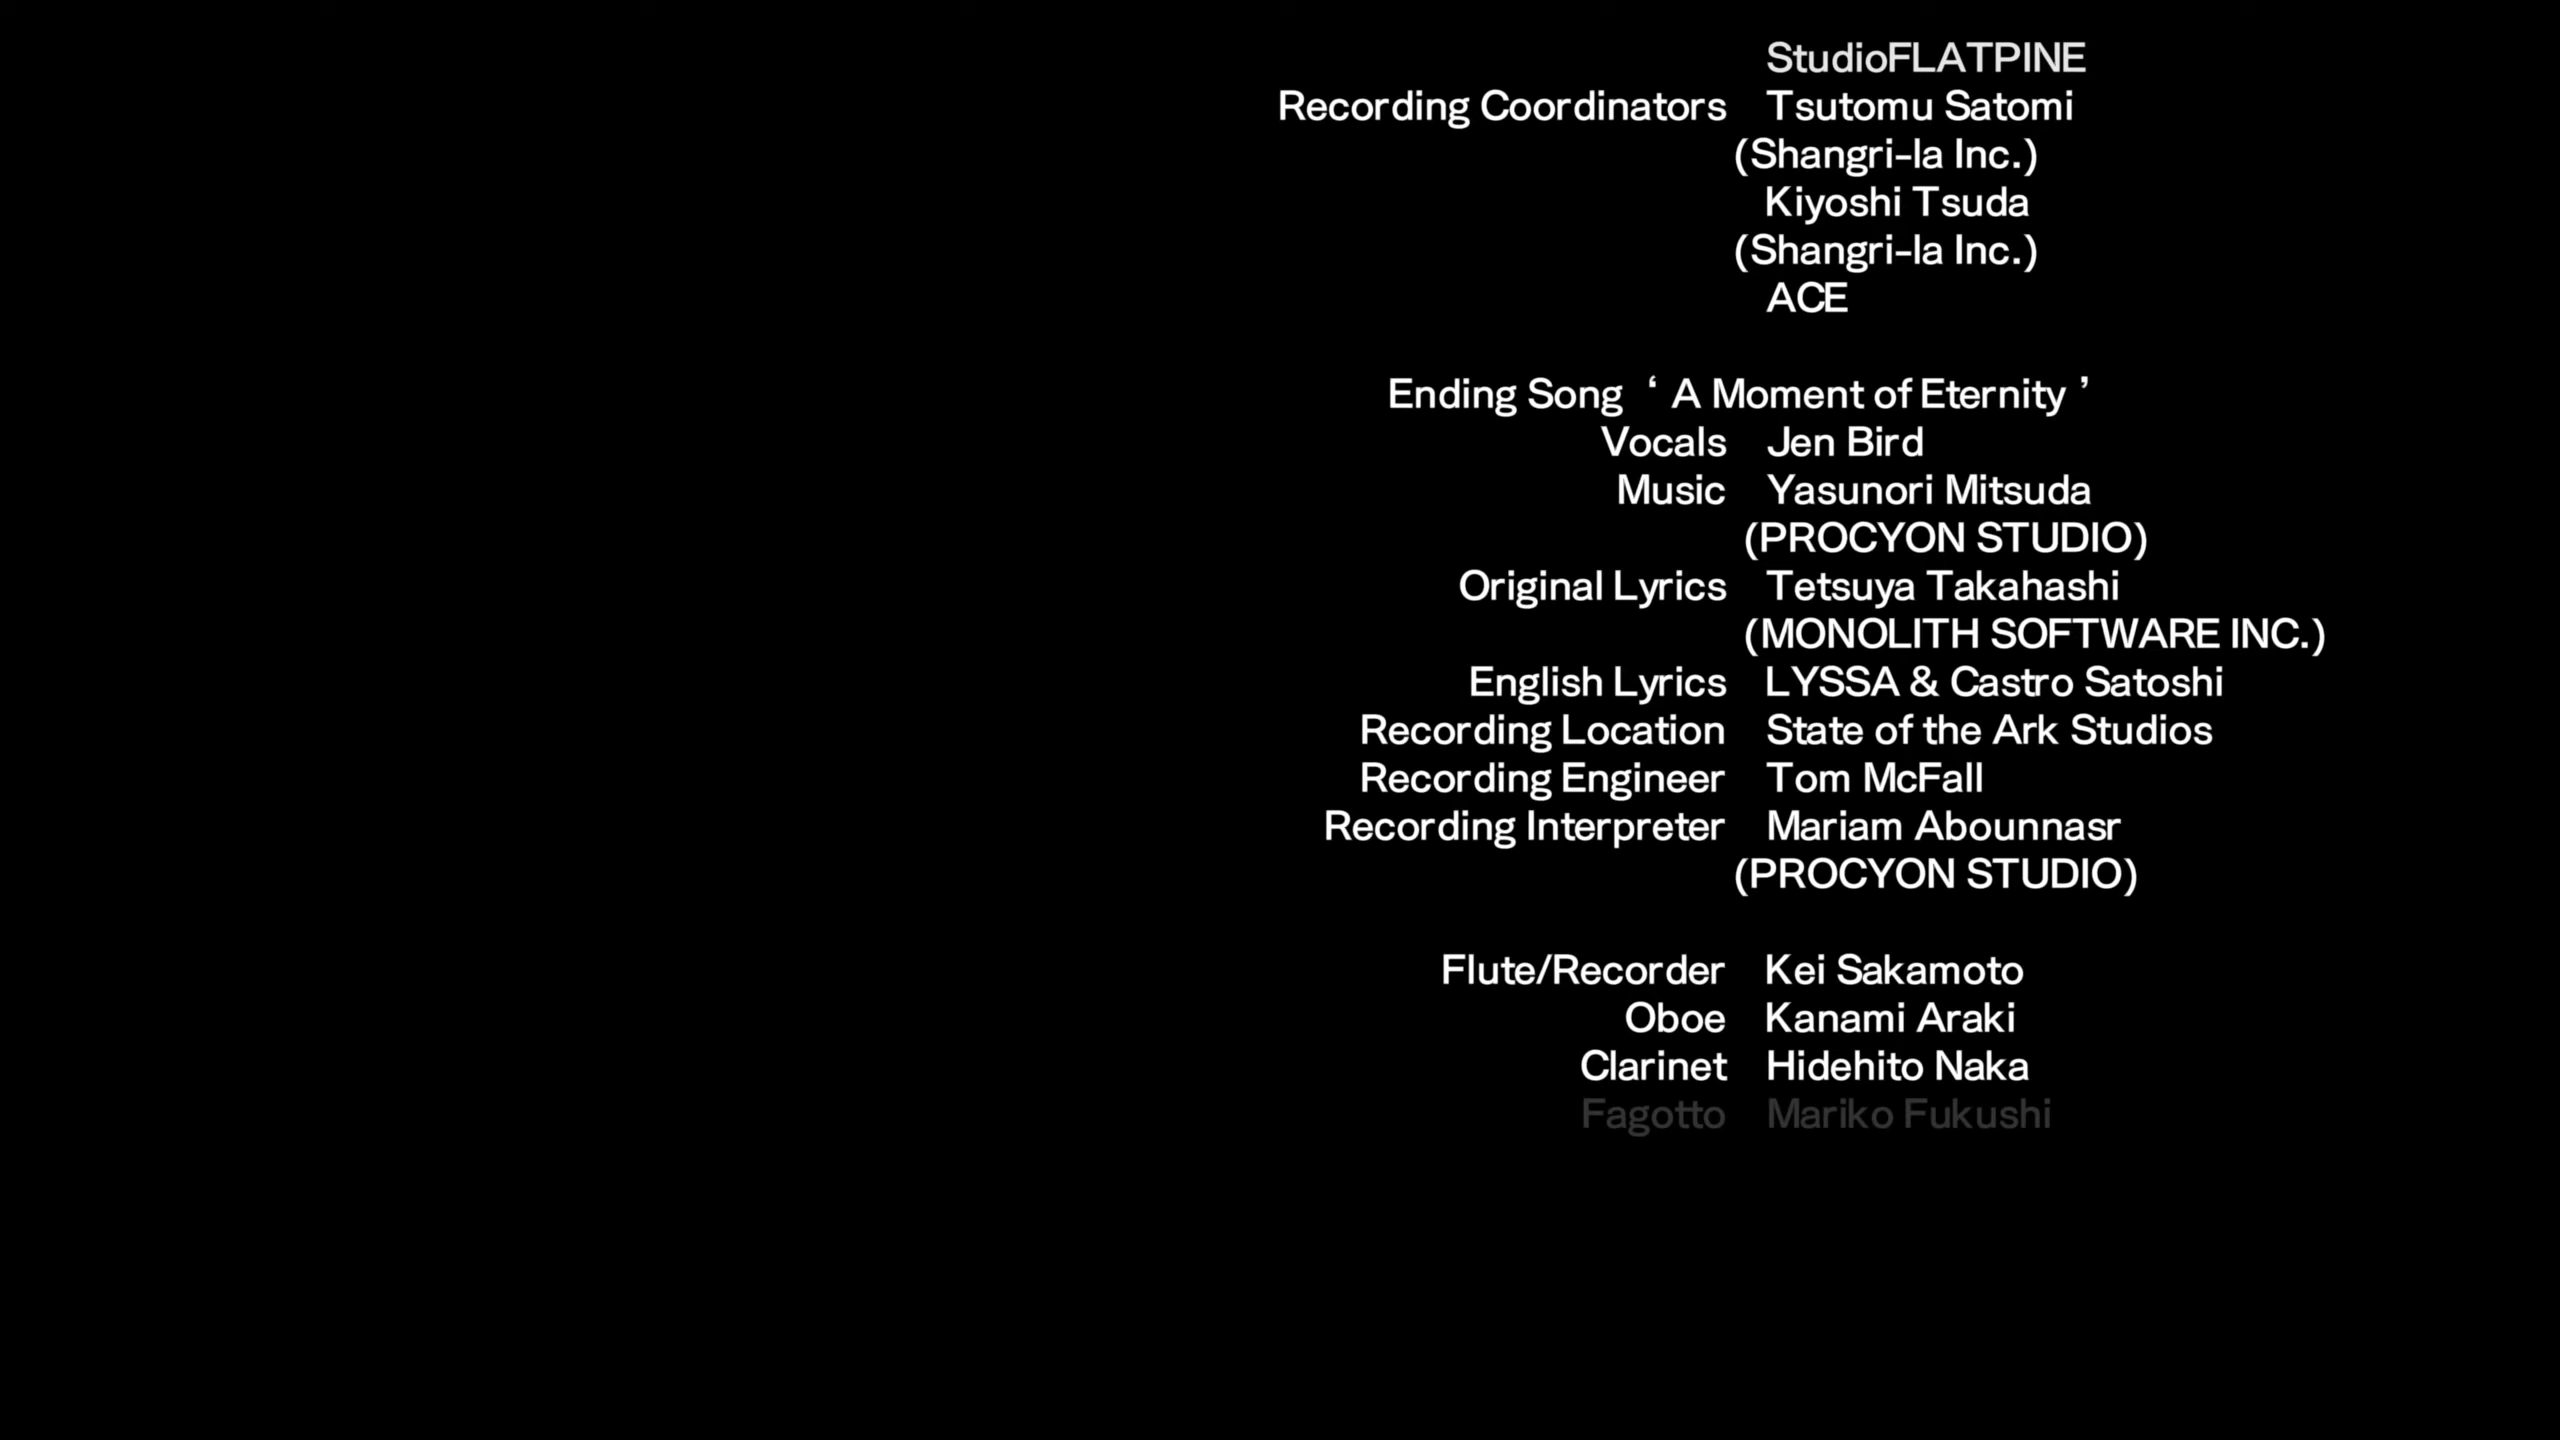 StudioFLATPINE
Recording Coordinators Tsutomu Satomi
(Shangri-la Inc.)
Kiyoshi Tsuda
(Shangri-la Inc.)
ACE
Ending Song ‘ A Moment of Eternity ’
Vocals Jen Bird
Music Yasunori Mitsuda
(PROCYON STUDIO)
Original Lyrics Tetsuya Takahashi
(MONOLITH SOFTWARE INC.)
English Lyrics LYSSA & Castro Satoshi
Recording Location State of the Ark Studios
Recording Engineer Tom McFall
Recording Interpreter Mariam Abounnasr
(PROCYON STUDIO)
Flute/Recorder Kei Sakamoto
Oboe Kanami Araki
Clarinet Hidehito Naka
Fagotto Mariko Fukushi